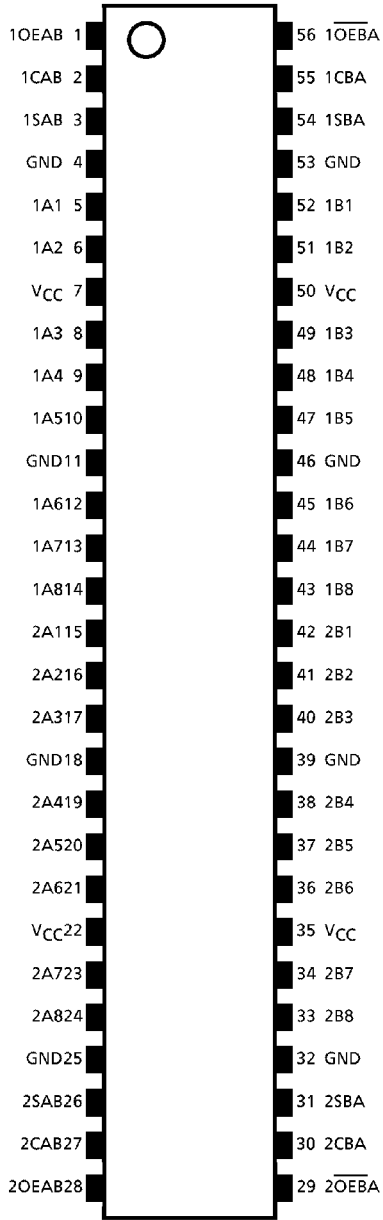 1OEAB 1 56 1OEBA
1CAB 2 55 1CBA
1SAB 3 54 1SBA
GND 4 53 GND
1A1 5 52 1B1
1A2 6 51 1B2
VCC 7 50 VCC
1A3 8 49 1B3
1A4 9 48 1B4
1A510 47 1B5
GND11 46 GND
1A612 45 1B6
1A713 44 1B7
1A814 43 1B8
2A115 42 2B1
2A216 41 2B2
2A317 40 2B3
GND18 39 GND
2A419 38 2B4
2A520 37 2B5
2A621 36 2B6
VCC22 35 VCC
2A723 34 2B7
2A824 33 2B8
GND25 32 GND
2SAB26 31 2SBA
2CAB27 30 2CBA
2OEAB28 29 2OEBA